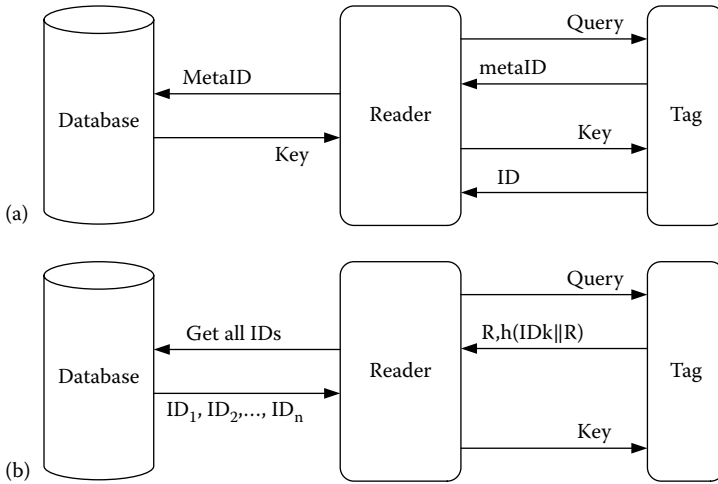 Query
MetaID
metaID
Database
Reader
Tag
Key
Key
ID
(a)
Query
Get all IDs
R,h(IDk||R)
Database
Reader
Tag
ID₁, ID₂,..., IDₙ
Key
(b)